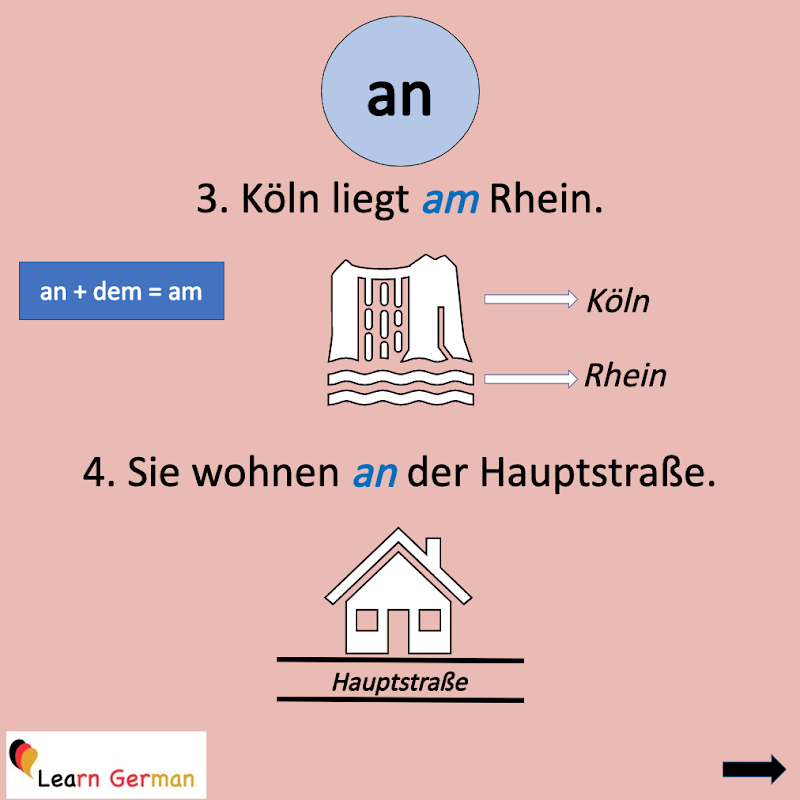 an
3. Köln liegt am Rhein.
an + dem = am
Köln
Rhein
4. Sie wohnen an der Hauptstraße.
Hauptstraße
Learn German